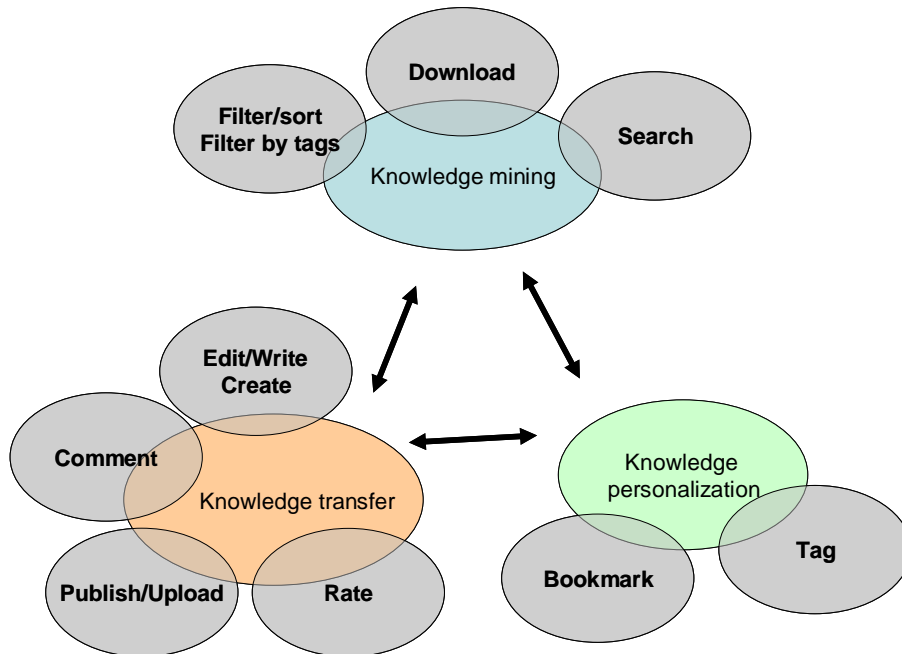 Download
Filter/sort
Filter by tags
Search
Knowledge mining
Edit/Write
Create
Comment
Knowledge transfer
Publish/Upload
Rate
Knowledge
personalization
Bookmark
Tag